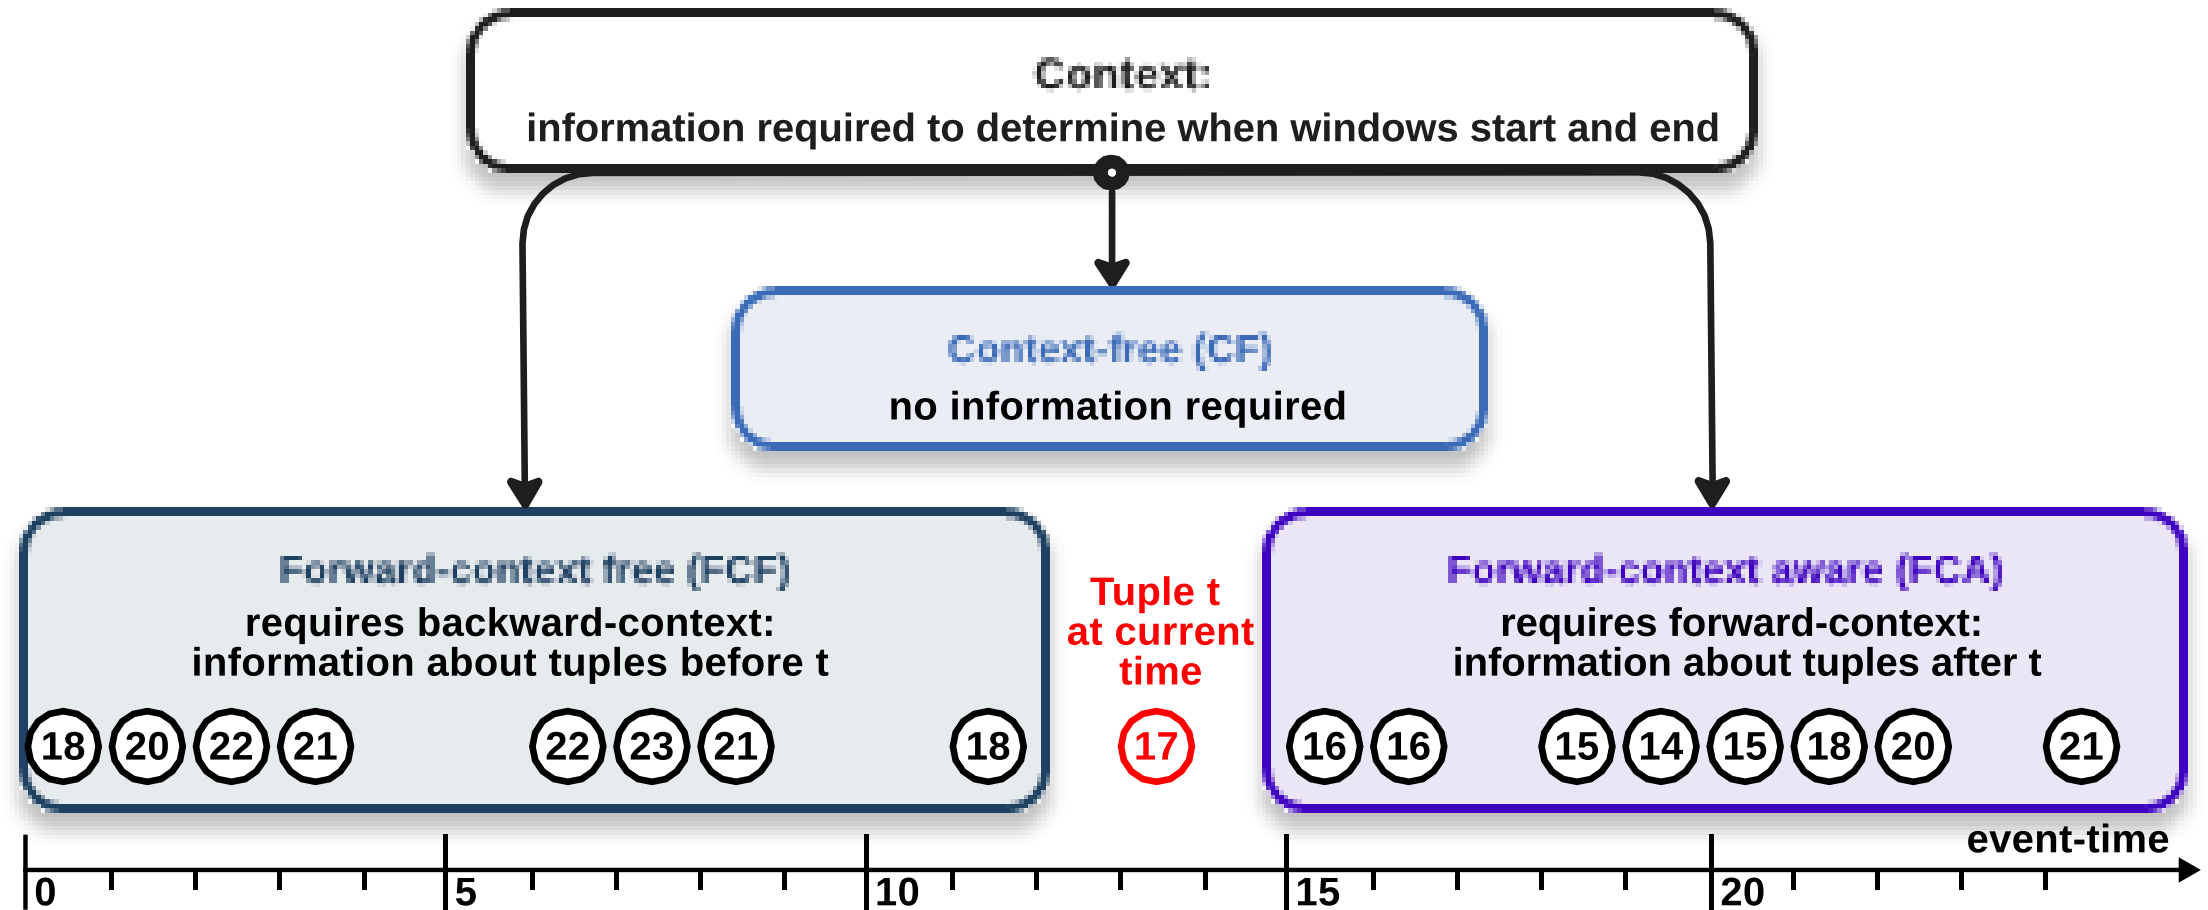 Context:
information required to determine when windows start and end
Context-free (CF)
no information required
Forward-context free (FCF)
requires backward-context:
information about tuples before t
18 20 22 21 22 23 21 18
Tuple t
at current
time
17
Forward-context aware (FCA)
requires forward-context:
information about tuples after t
16 16 15 14 15 18 20 21
event-time
0 5 10 15 20